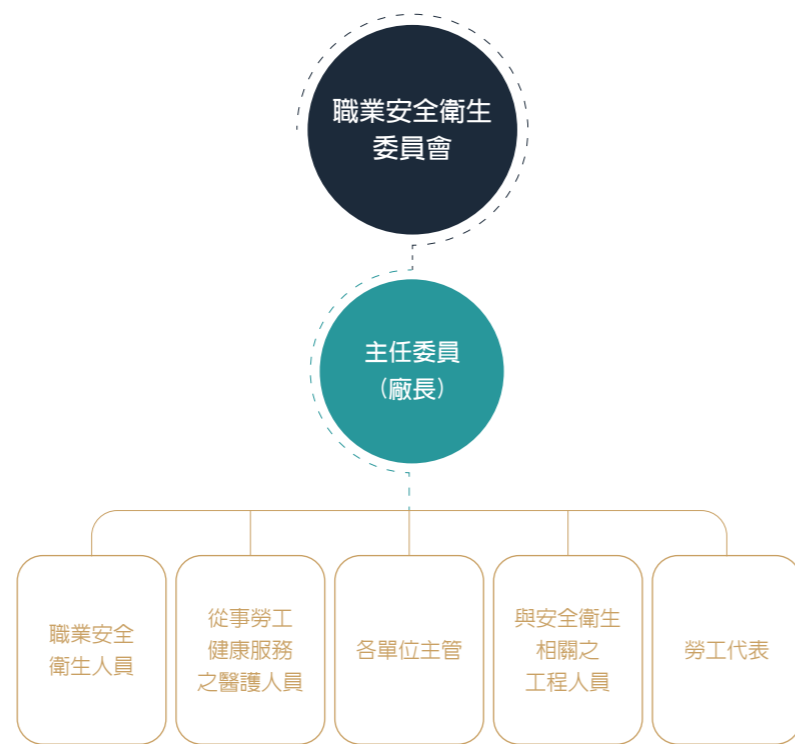 職業安全衛生
委員會
主任委員
（廠長）
職業安全
衛生人員
從事勞工
健康服務
之醫護人員
各單位主管
與安全衛生
相關之
工程人員
勞工代表